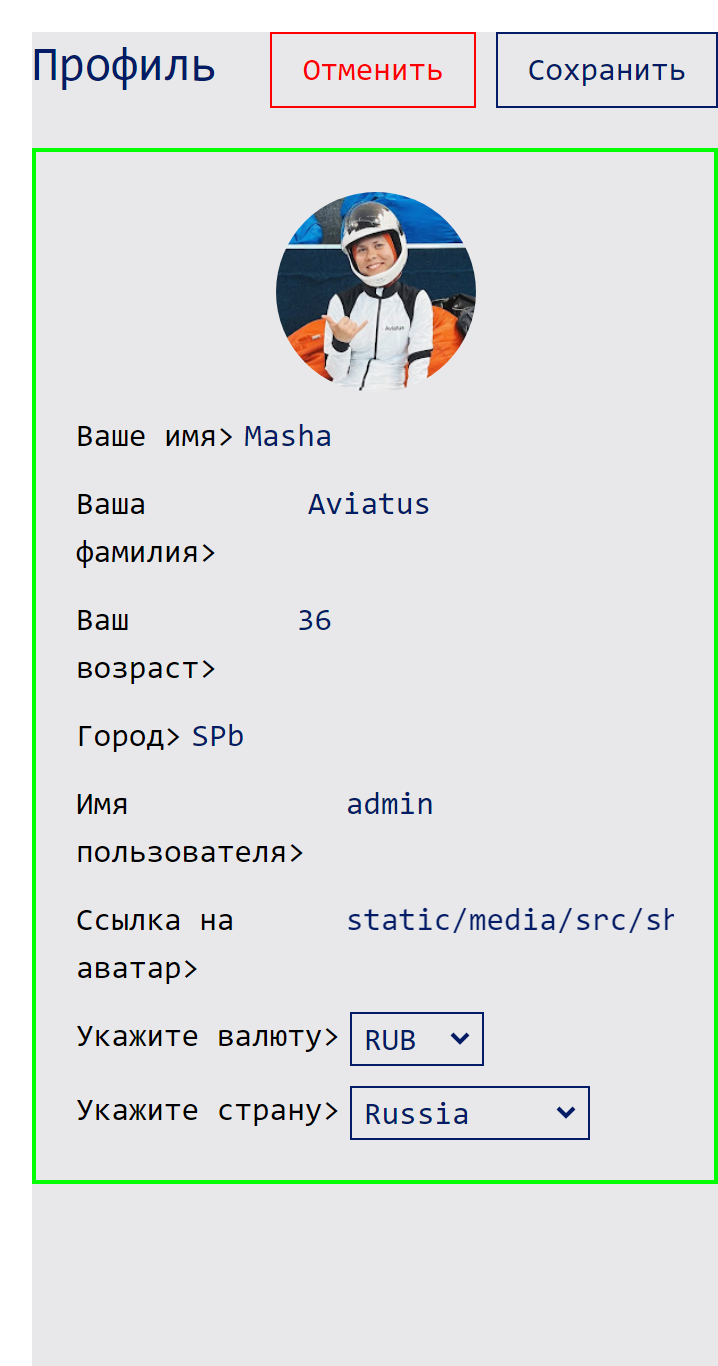 Профиль Отменить Сохранить
Aviatus
Ваше имя> Masha
Ваша Aviatus
фамилия>
Ваш 36
возраст>
Город> SPb
Имя admin
пользователя>
Ссылка на static/media/src/sh
аватар>
Укажите валюту> RUB
Укажите страну> Russia